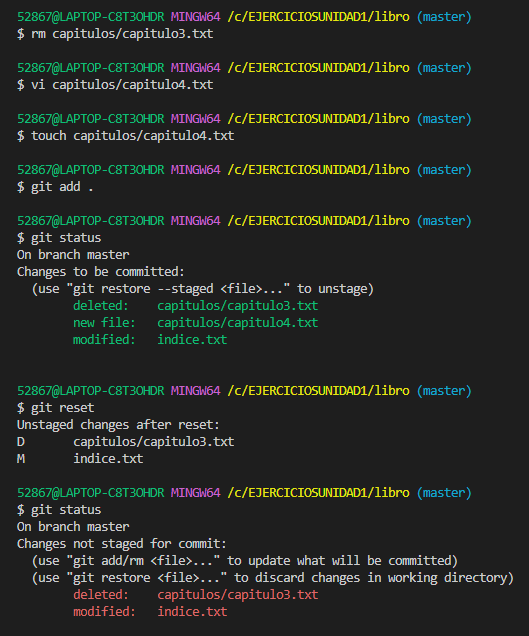 52867@LAPTOP-C8T3OHDR MINGW64 /c/EJERCICIOSUNIDAD1/libro (master)
$ rm capitulos/capitulo3.txt
52867@LAPTOP-C8T3OHDR MINGW64 /c/EJERCICIOSUNIDAD1/libro (master)
$ vi capitulos/capitulo4.txt
52867@LAPTOP-C8T3OHDR MINGW64 /c/EJERCICIOSUNIDAD1/libro (master)
$ touch capitulos/capitulo4.txt
52867@LAPTOP-C8T3OHDR MINGW64 /c/EJERCICIOSUNIDAD1/libro (master)
$ git add .
52867@LAPTOP-C8T3OHDR MINGW64 /c/EJERCICIOSUNIDAD1/libro (master)
$ git status
On branch master
Changes to be committed:
  (use "git restore --staged <file>..." to unstage)
        deleted:    capitulos/capitulo3.txt
        new file:   capitulos/capitulo4.txt
        modified:   indice.txt
52867@LAPTOP-C8T3OHDR MINGW64 /c/EJERCICIOSUNIDAD1/libro (master)
$ git reset
Unstaged changes after reset:
D       capitulos/capitulo3.txt
M       indice.txt
52867@LAPTOP-C8T3OHDR MINGW64 /c/EJERCICIOSUNIDAD1/libro (master)
$ git status
On branch master
Changes not staged for commit:
  (use "git add/rm <file>..." to update what will be committed)
  (use "git restore <file>..." to discard changes in working directory)
        deleted:    capitulos/capitulo3.txt
        modified:   indice.txt